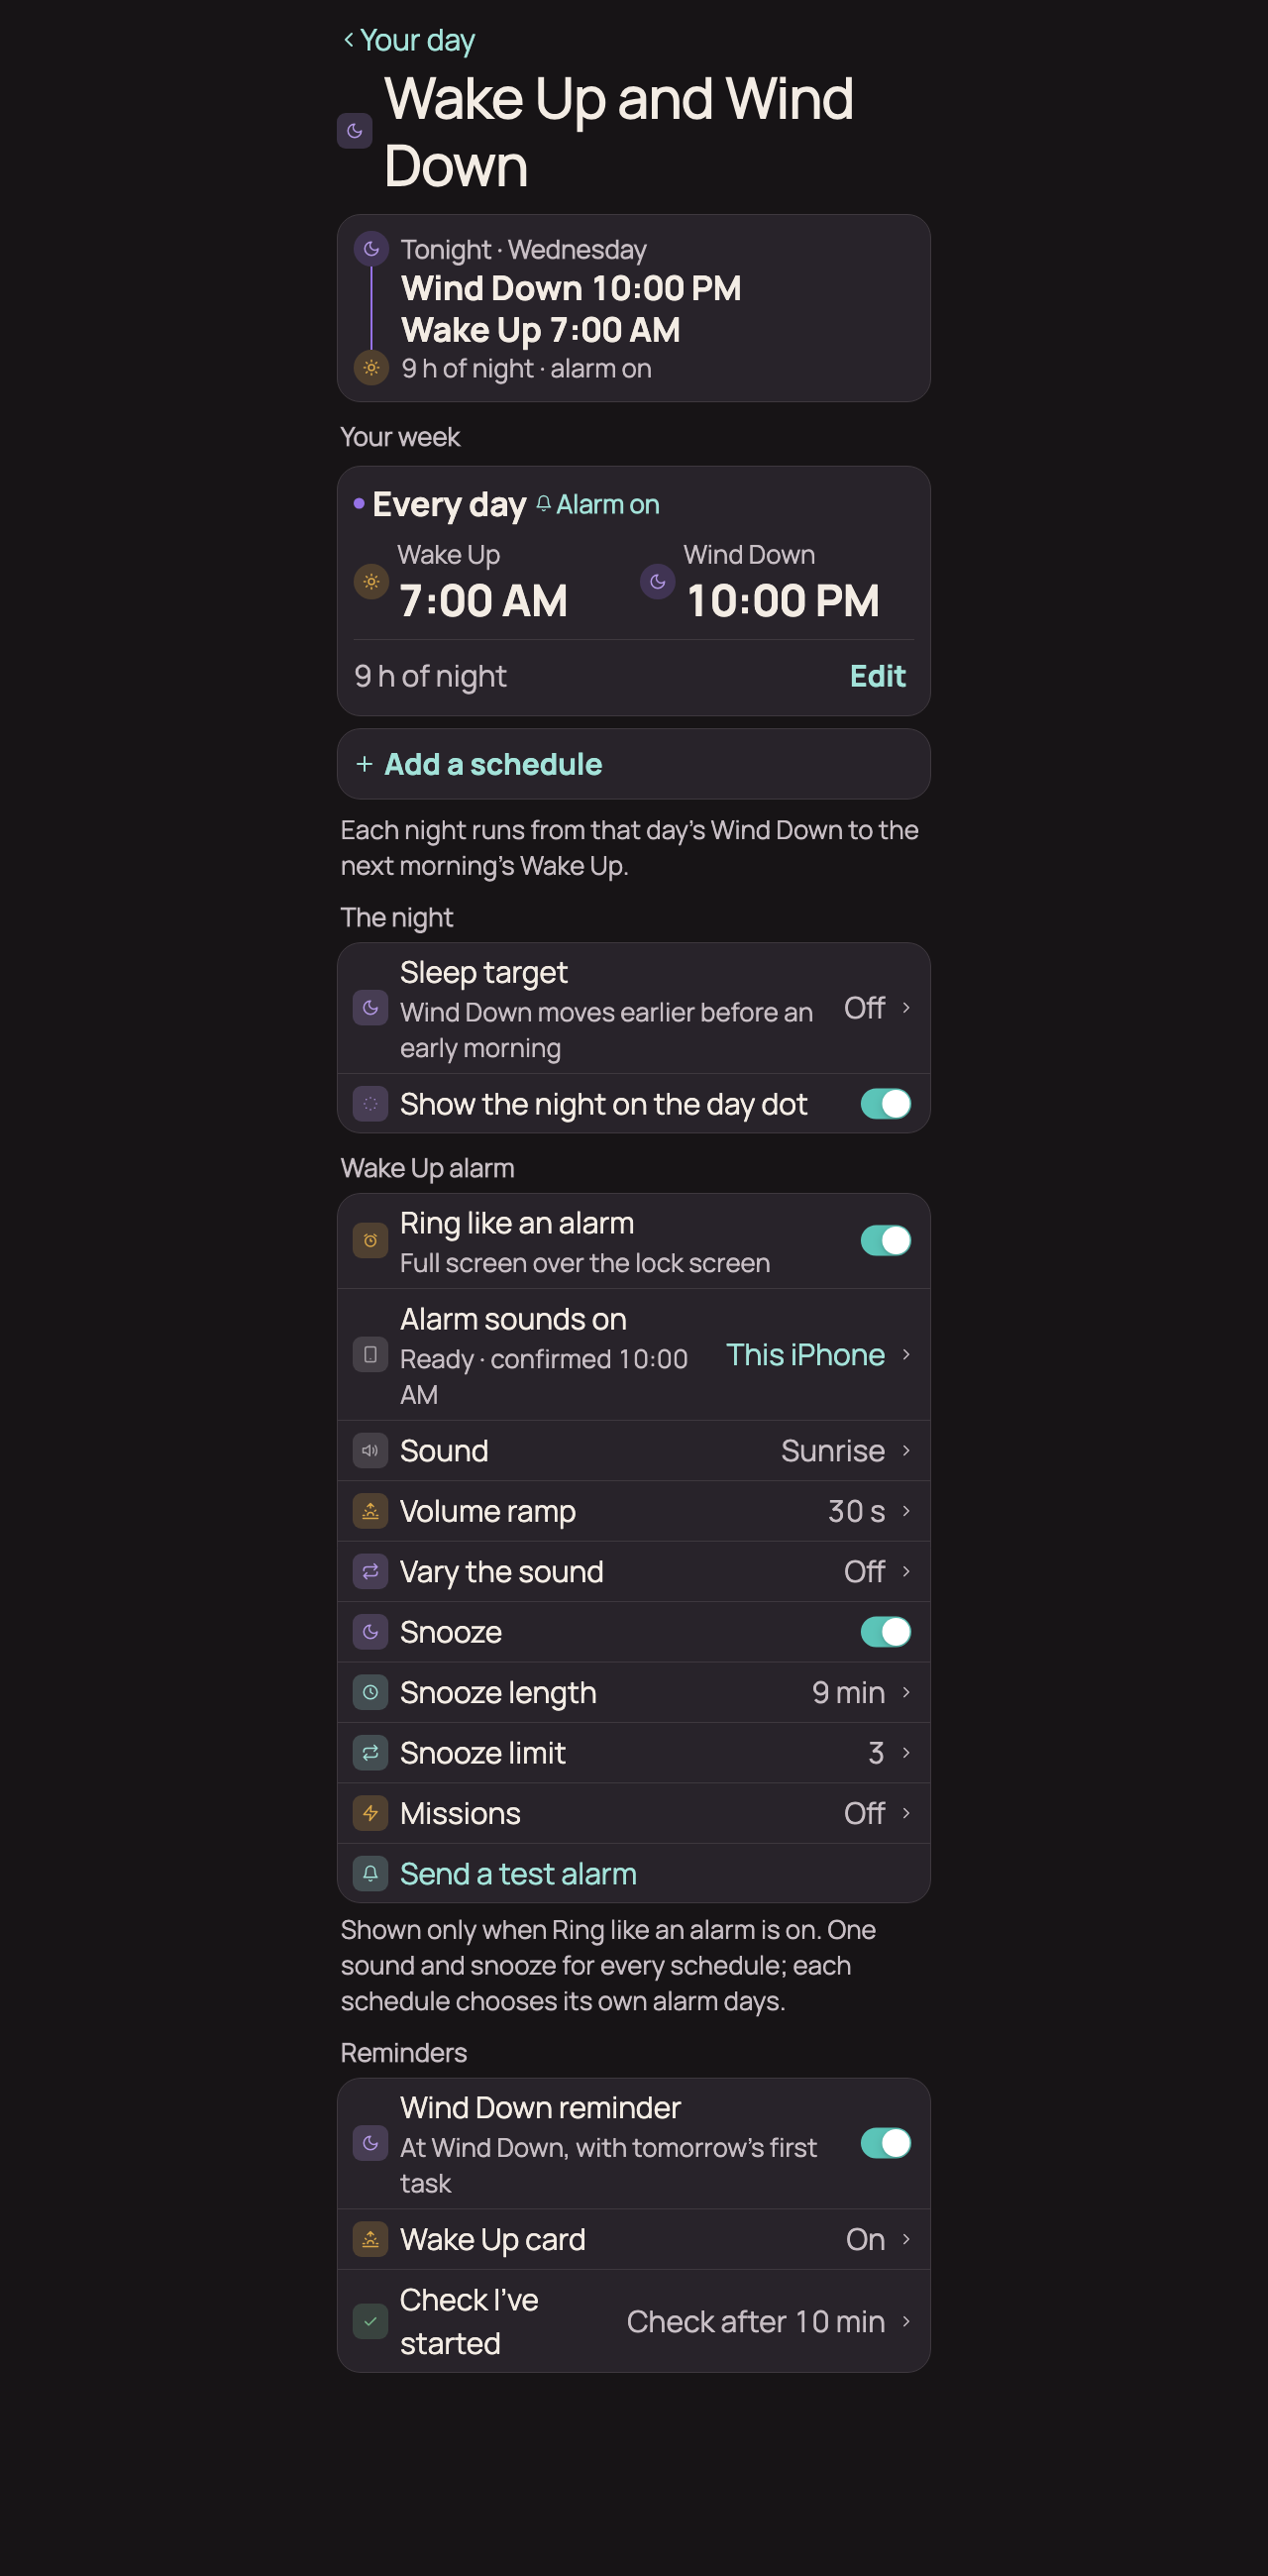 Your day
Wake Up and Wind
Down
Tonight · Wednesday
Wind Down 10:00 PM
Wake Up 7:00 AM
9 h of night · alarm on
Your week
Every day Alarm on
Wake Up
7:00 AM
Wind Down
10:00 PM
9 h of night
Edit
+ Add a schedule
Each night runs from that day’s Wind Down to the
next morning’s Wake Up.
The night
Sleep target
Wind Down moves earlier before an
early morning
Off
Show the night on the day dot
Wake Up alarm
Ring like an alarm
Full screen over the lock screen
Alarm sounds on
Ready · confirmed 10:00
AM
This iPhone
Sound
Sunrise
Volume ramp
30 s
Vary the sound
Off
Snooze
Snooze length
9 min
Snooze limit
3
Missions
Off
Send a test alarm
Shown only when Ring like an alarm is on. One
sound and snooze for every schedule; each
schedule chooses its own alarm days.
Reminders
Wind Down reminder
At Wind Down, with tomorrow’s first
task
Wake Up card
On
Check I’ve
started
Check after 10 min